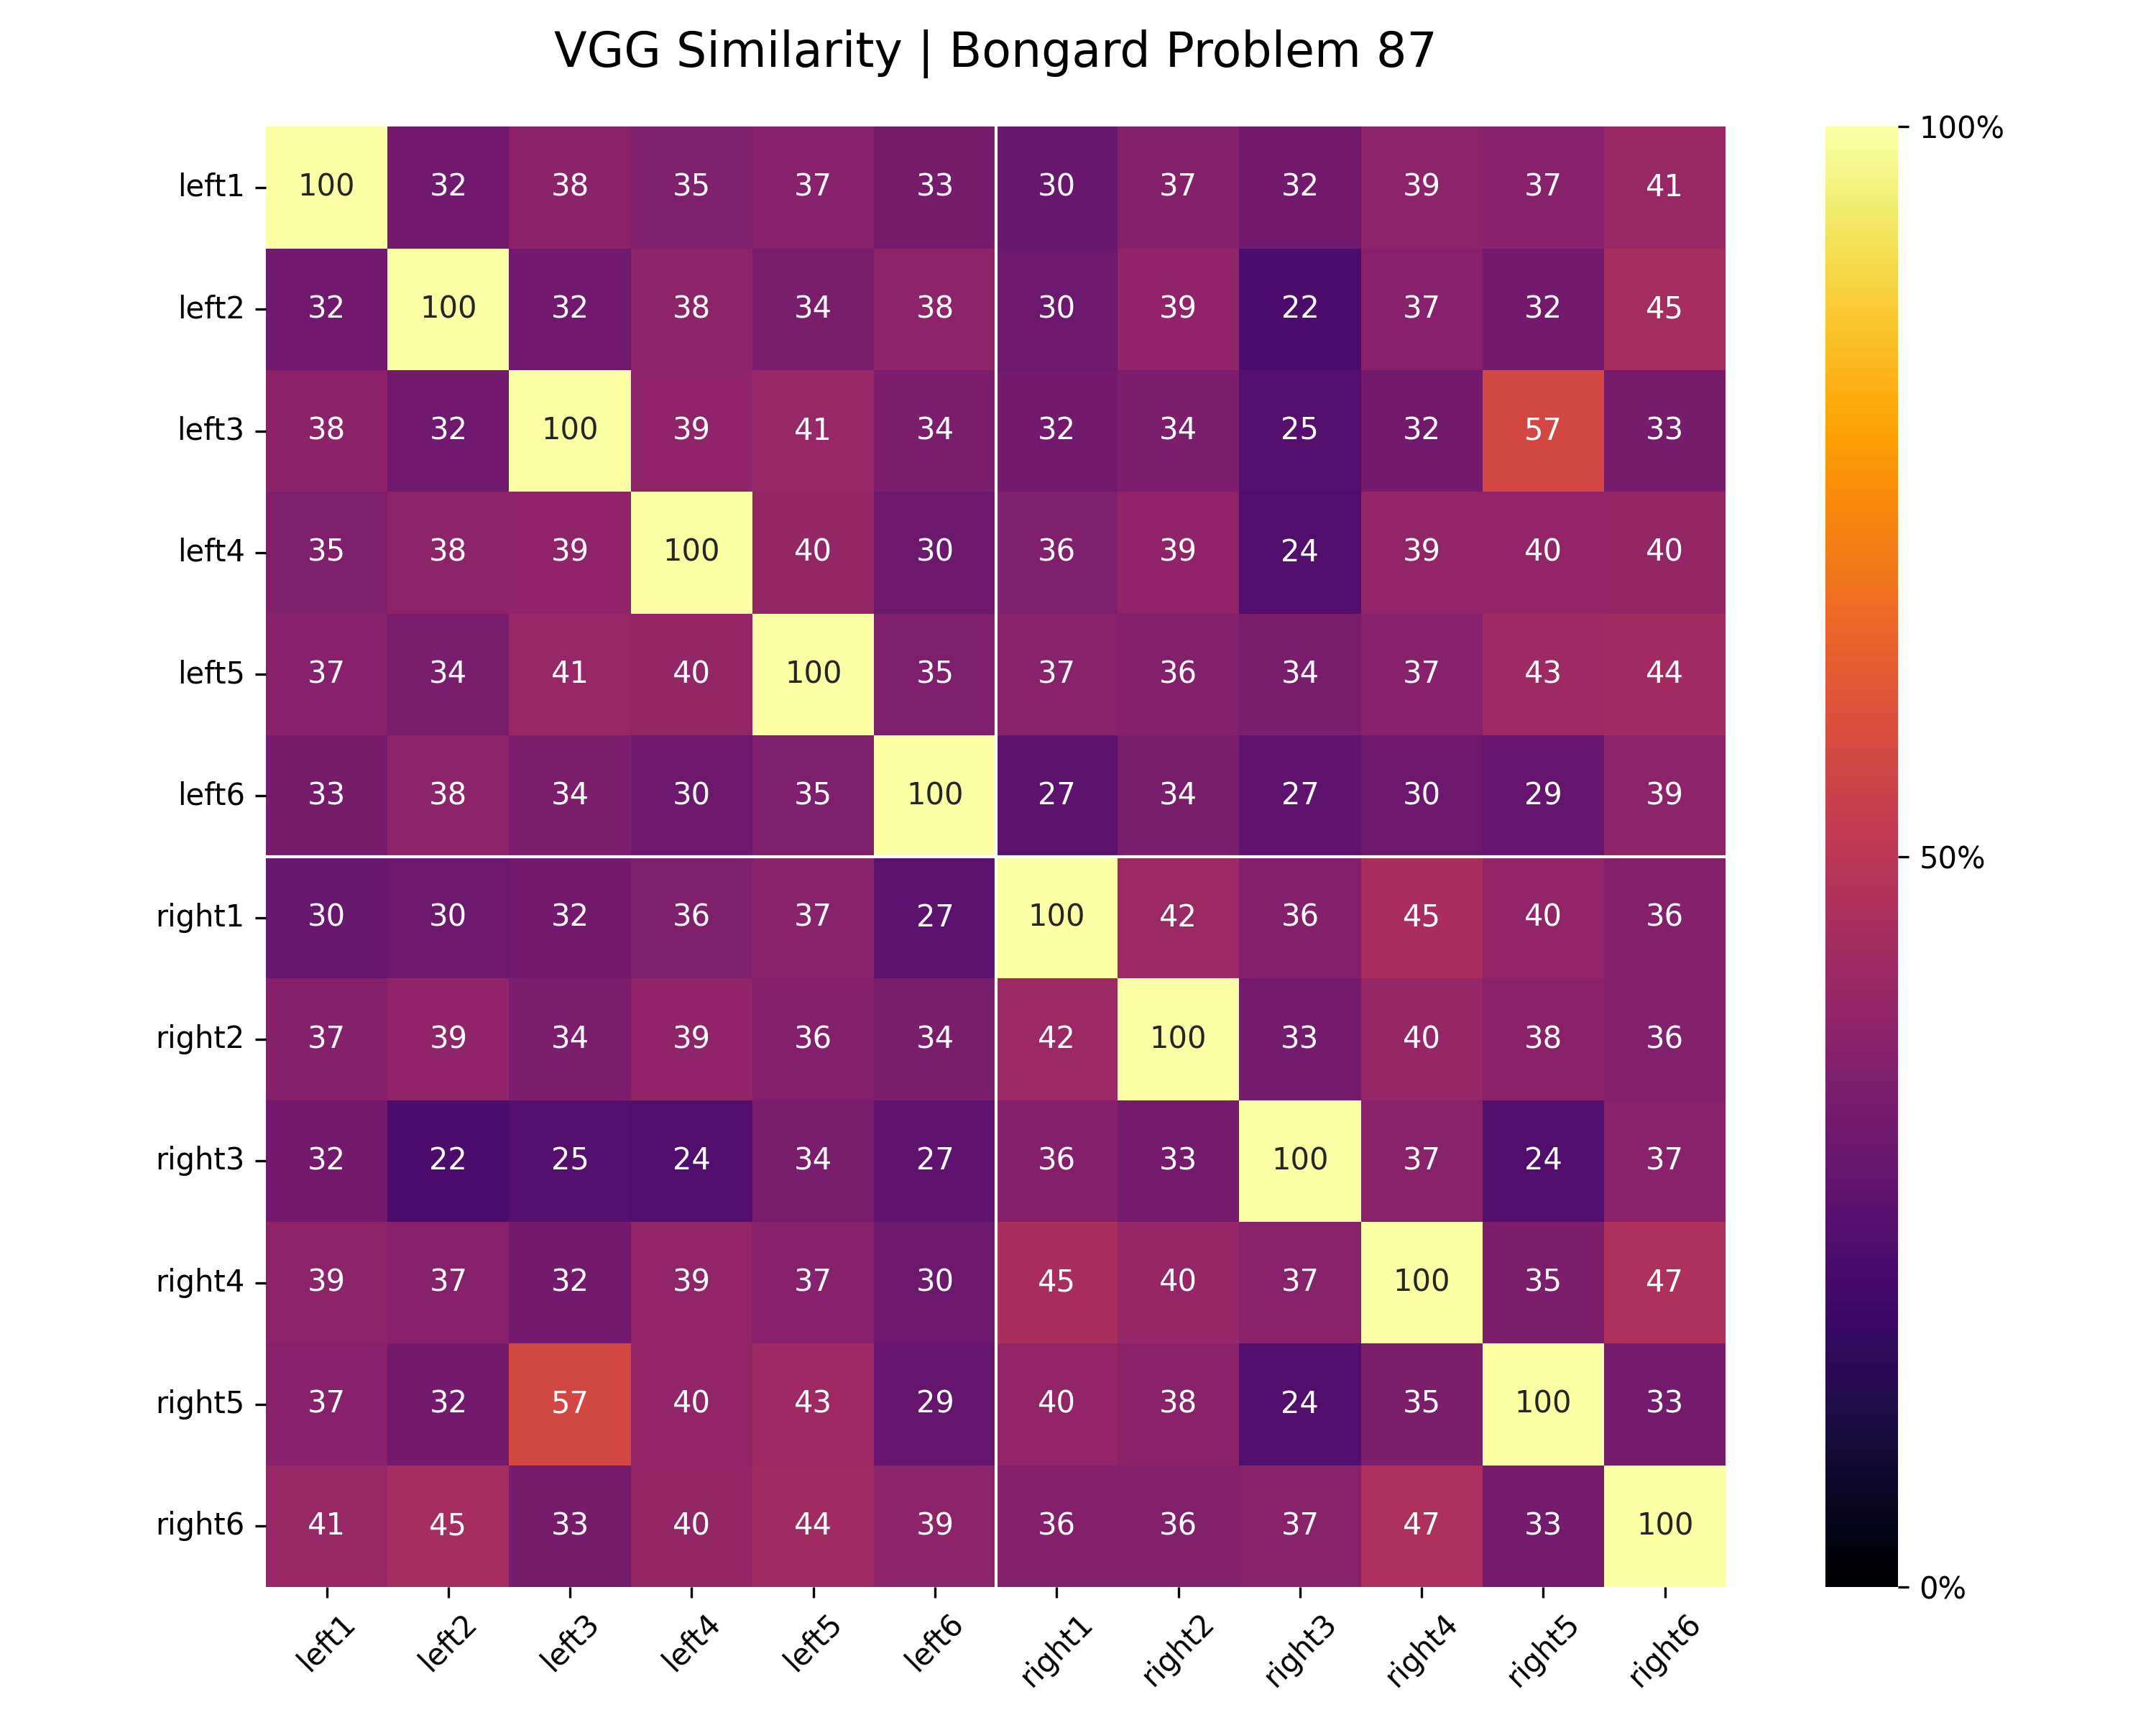 VGG Similarity | Bongard Problem 87
100%
left1 100 32 38 35 37 33 30 37 32 39 37 41
left2 32 100 32 38 34 38 30 39 22 37 32 45
left3 38 32 100 39 41 34 32 34 25 32 57 33
left4 35 38 39 100 40 30 36 39 24 39 40 40
left5 37 34 41 40 100 35 37 36 34 37 43 44
left6 33 38 34 30 35 100 27 34 27 30 29 39
50%
right1 30 30 32 36 37 27 100 42 36 45 40 36
right2 37 39 34 39 36 34 42 100 33 40 38 36
right3 32 22 25 24 34 27 36 33 100 37 24 37
right4 39 37 32 39 37 30 45 40 37 100 35 47
right5 37 32 57 40 43 29 40 38 24 35 100 33
right6 41 45 33 40 44 39 36 36 37 47 33 100
0%
left1 left2 left3 left4 left5 left6 right1 right2 right3 right4 right5 right6